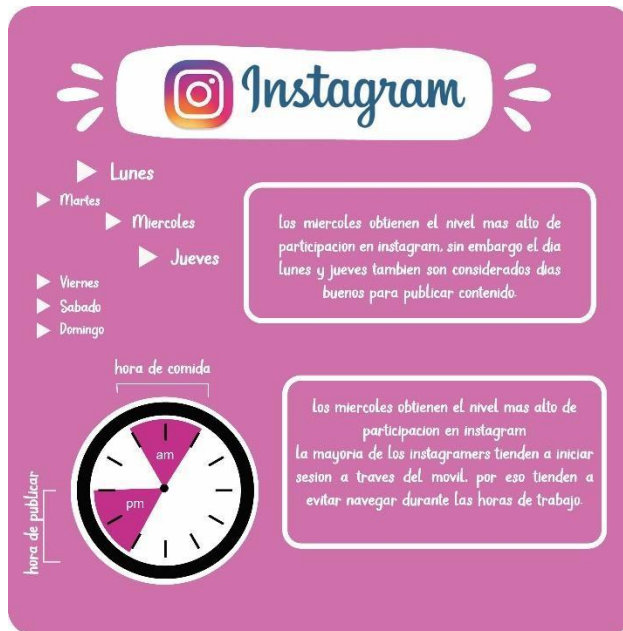 Instagram
Lunes
Martes
Miercoles
Jueves
Viernes
Sabado
Domingo
los miercoles obtienen el nivel mas alto de
participacion en instagram, sin embargo el dia
lunes y jueves tambien son considerados dias
buenos para publicar contenido.
hora de comida
am
pm
hora de publicar
los miercoles obtienen el nivel mas alto de
participacion en instagram
la mayoria de los instagramers tienden a iniciar
sesion a traves del movil, por eso tienden a
evitar navegar durante las horas de trabajo.